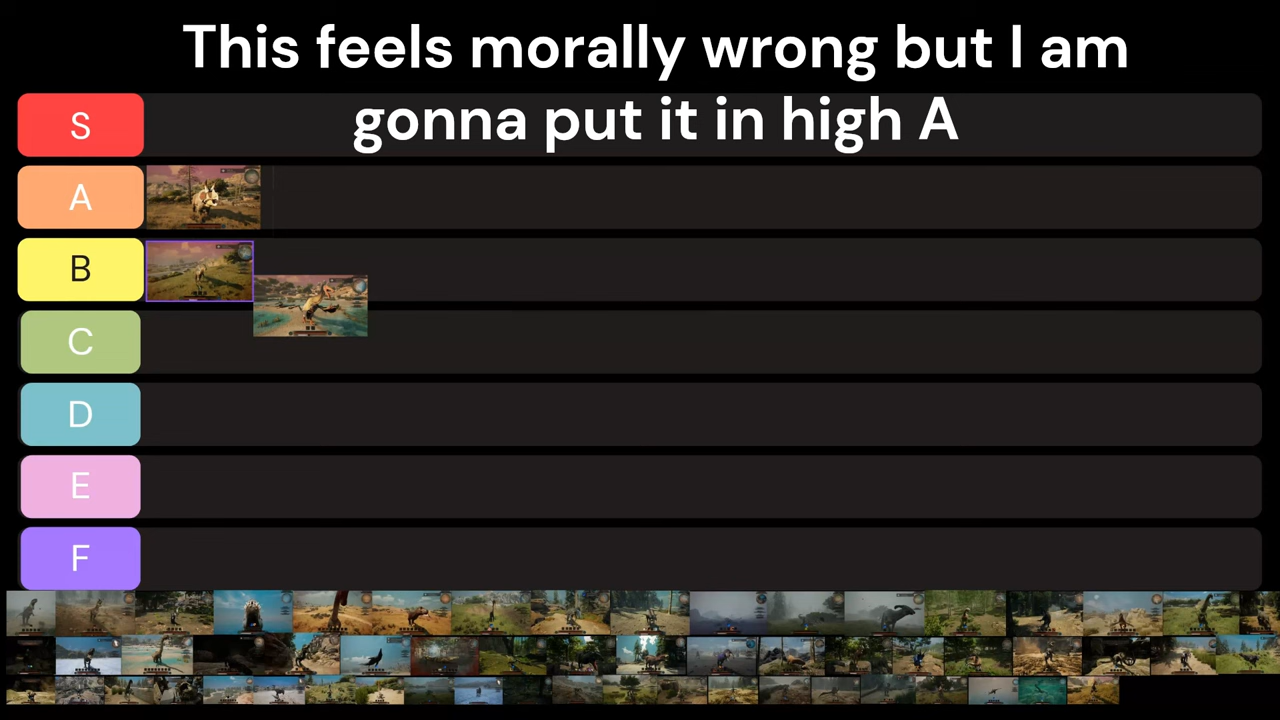 This feels morally wrong but I am
gonna put it in high A
S
A
B
C
D
E
F